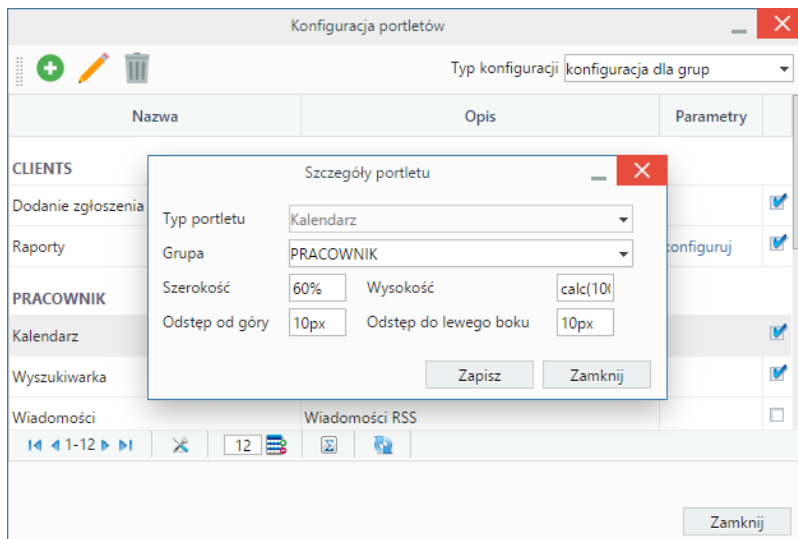 Konfiguracja portletów
Typ konfiguracji konfiguracja dla grup
Nazwa Opis Parametry
CLIENTS
Szczegóły portletu
Dodanie zgłoszenia
Typ portletu Kalendarz
Raporty
Grupa PRACOWNIK
onfiguruj
Szerokość 60% Wysokość calc(10(
PRACOWNIK
Odstęp od góry 10px Odstęp do lewego boku 10px
Kalendarz
Zapisz Zamknij
Wyszukiwarka
Wiadomości Wiadomości RSS
1-12 12
Zamknij